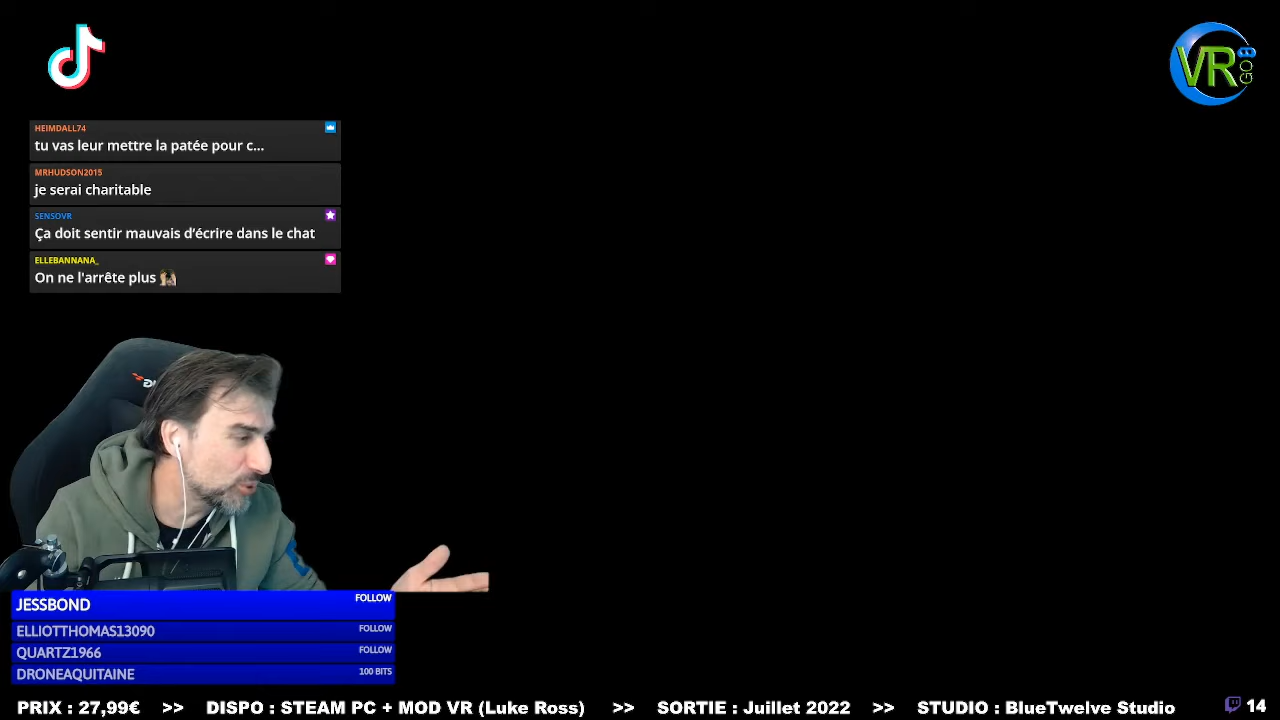 VR
GO
HEIMDALL74
tu vas leur mettre la patée pour c...
MRHUDSON2015
je serai charitable
SENSOVR
Ça doit sentir mauvais d’écrire dans le chat
ELLEBANNANA_
On ne l'arrête plus
JESSBOND FOLLOW
ELLIOTTHOMAS13090 FOLLOW
QUARTZ1966 FOLLOW
DRONEAQUITAINE 100 BITS
PRIX : 27,99€ >> DISPO : STEAM PC + MOD VR (Luke Ross) >> SORTIE : Juillet 2022 >> STUDIO : BlueTwelve Studio 14